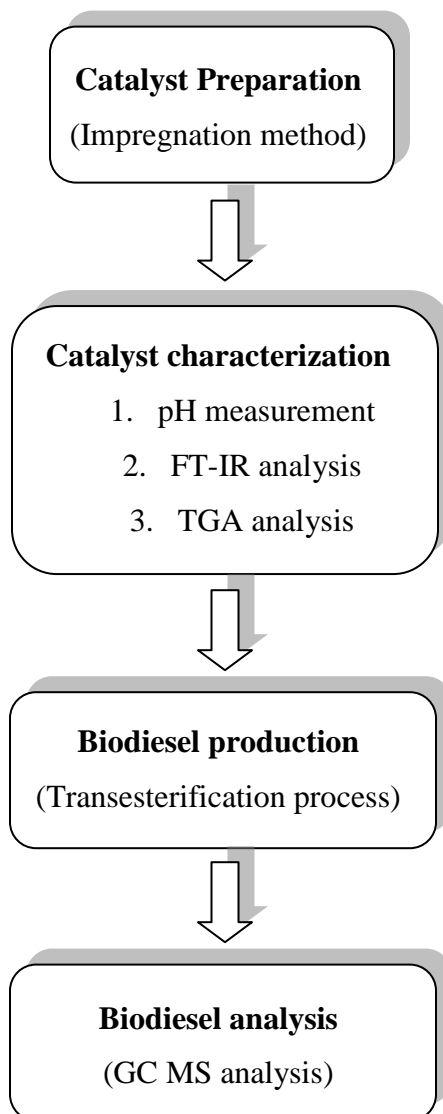 Catalyst Preparation
(Impregnation method)
Catalyst characterization
1. pH measurement
2. FT-IR analysis
3. TGA analysis
Biodiesel production
(Transesterification process)
Biodiesel analysis
(GC MS analysis)